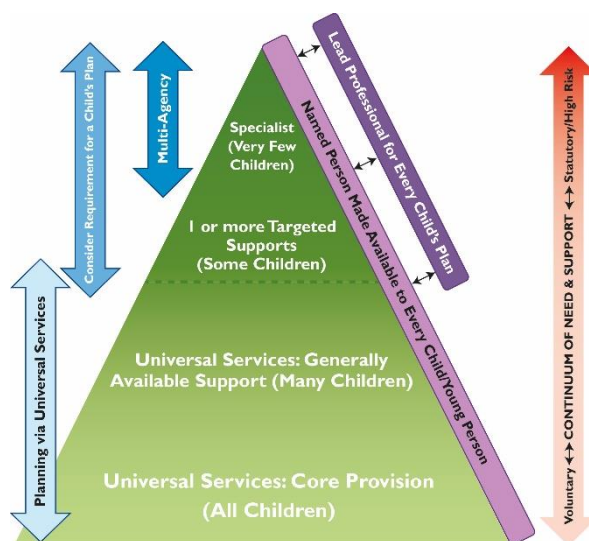 Consider Requirement for a Child's Plan
Multi-Agency
Planning via Universal Services
Specialist
(Very Few
Children)
1 or more Targeted
Supports
(Some Children)
Universal Services: Generally
Available Support (Many Children)
Universal Services: Core Provision
(All Children)
Named Person Made Available to Every Child/Young Person
Lead Professional for Every Child's Plan
Voluntary ↔ CONTINUUM OF NEED & SUPPORT ↔ Statutory/High Risk